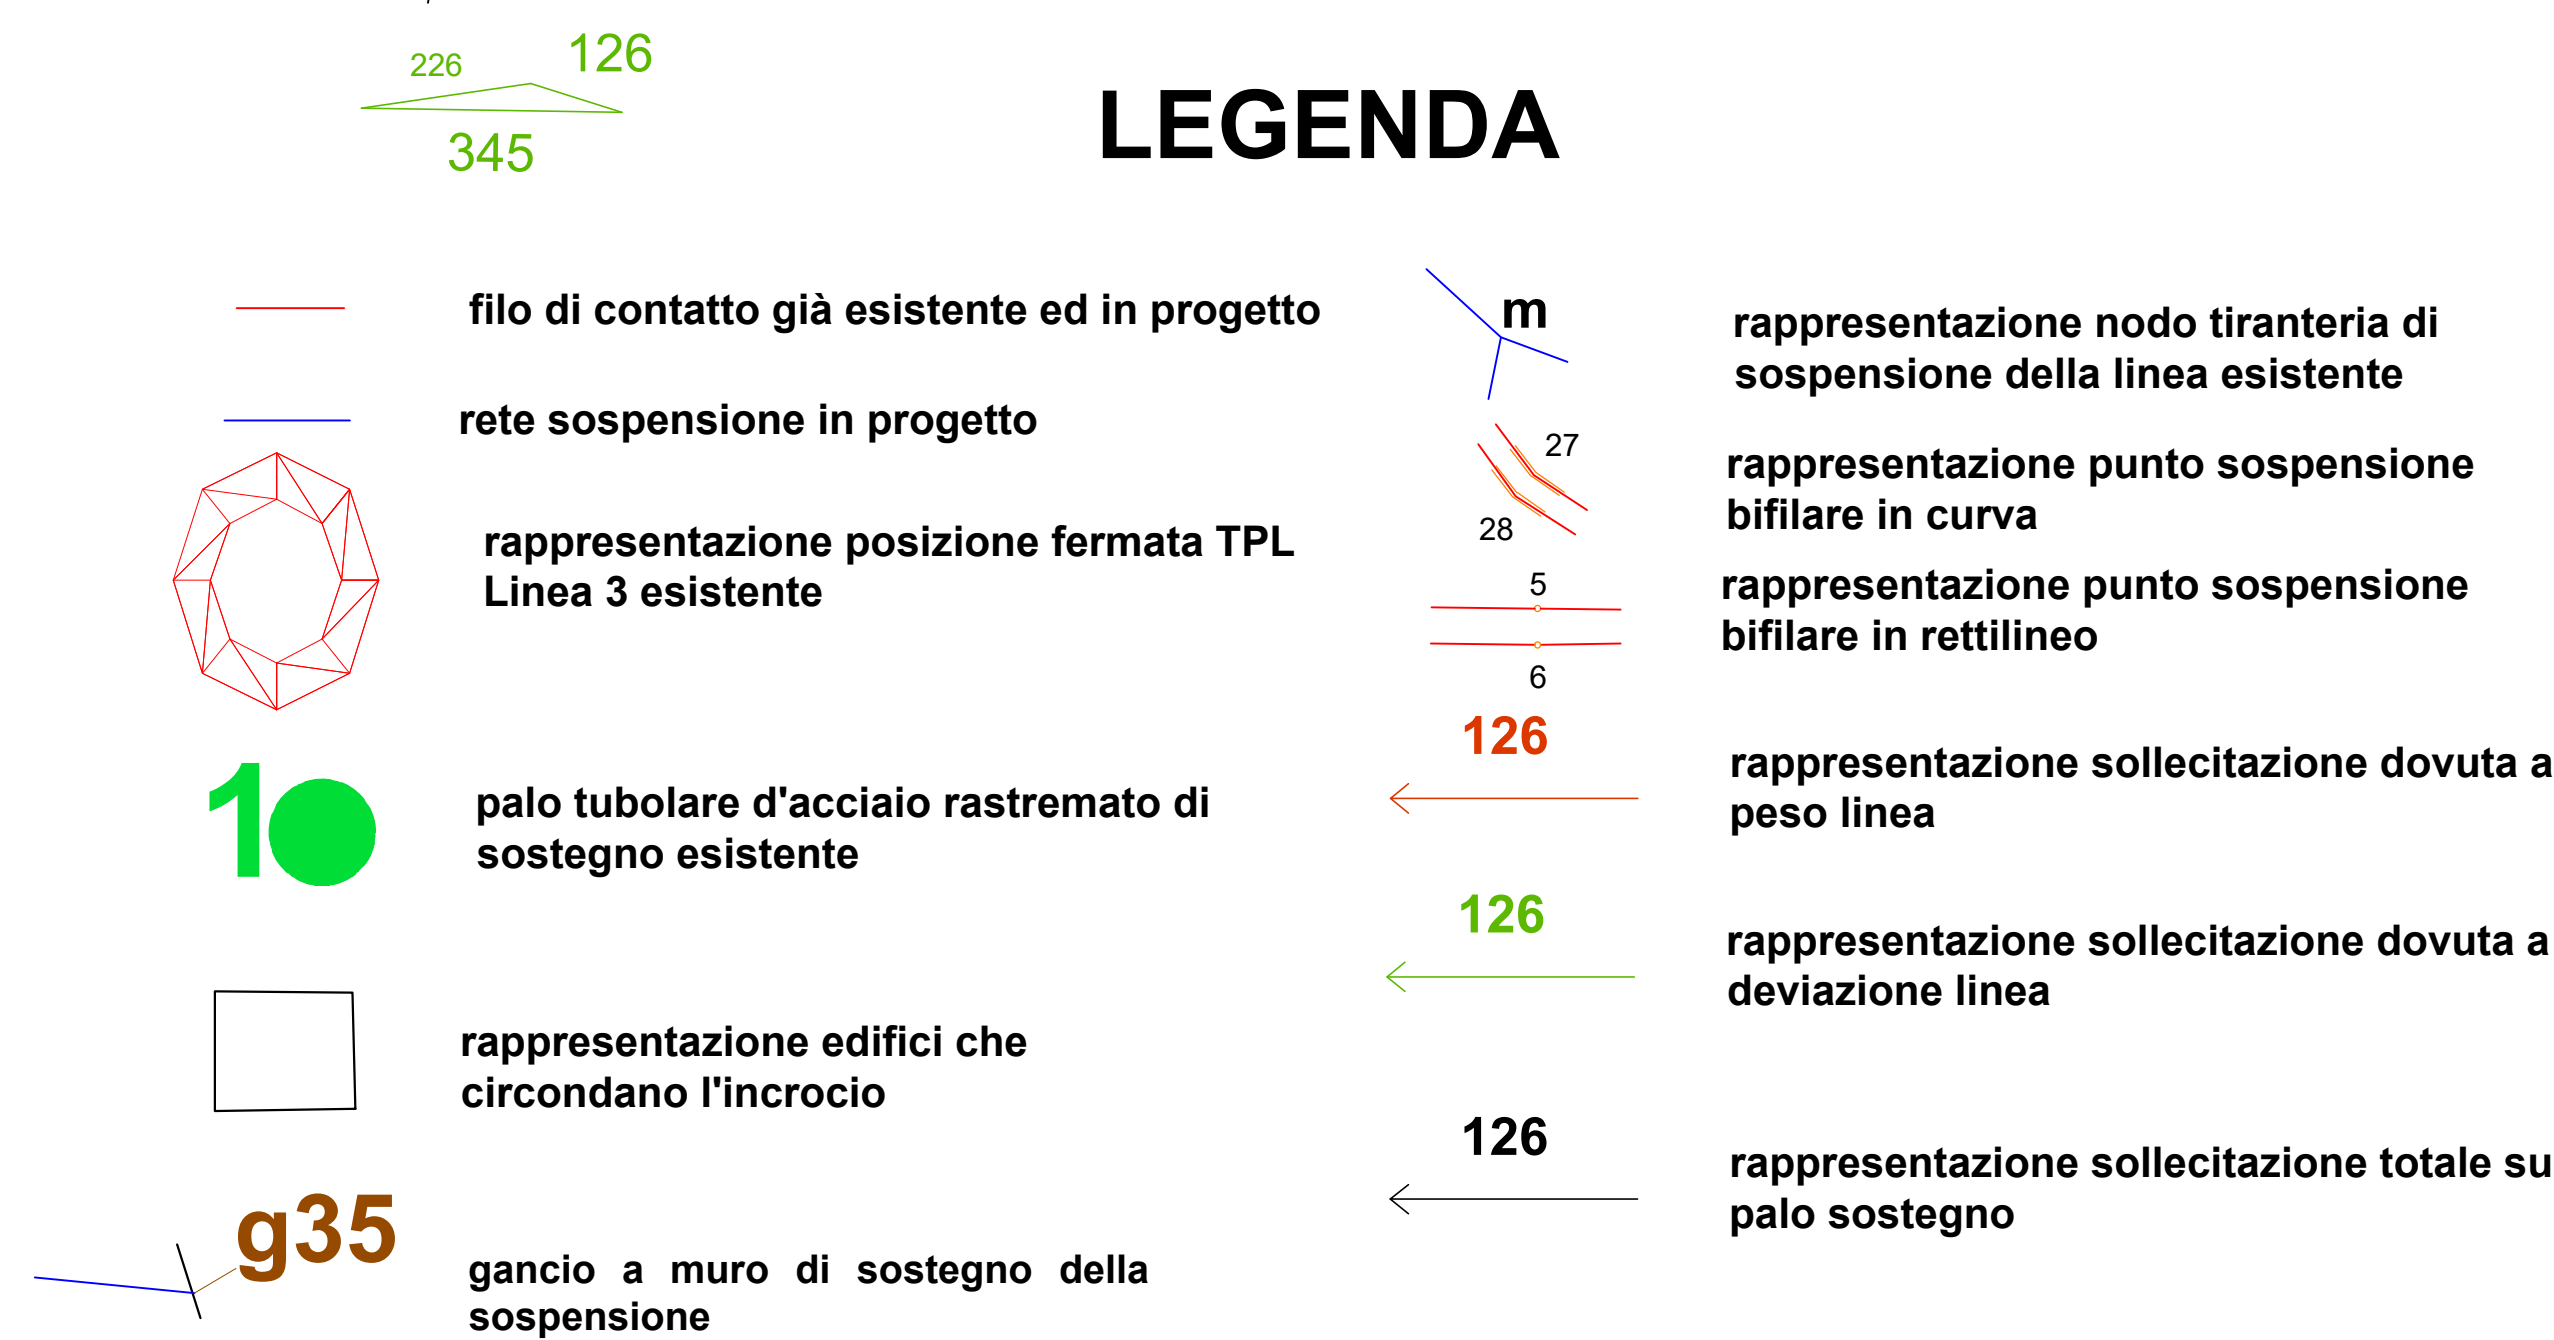 226
126
345
LEGENDA
filo di contatto già esistente ed in progetto
rete sospensione in progetto
rappresentazione posizione fermata TPL
Linea 3 esistente
1
palo tubolare d'acciaio rastremato di
sostegno esistente
rappresentazione edifici che
circondano l'incrocio
g35
gancio a muro di sostegno della
sospensione
m
rappresentazione nodo tiranteria di
sospensione della linea esistente
27
28
rappresentazione punto sospensione
bifilare in curva
5
6
rappresentazione punto sospensione
bifilare in rettilineo
126
rappresentazione sollecitazione dovuta a
peso linea
126
rappresentazione sollecitazione dovuta a
deviazione linea
126
rappresentazione sollecitazione totale su
palo sostegno